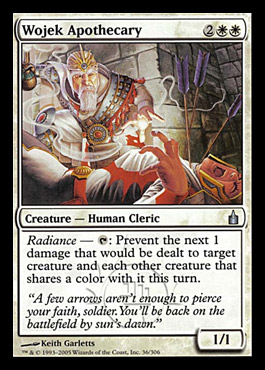 Wojek Apothecary 2
Creature — Human Cleric
Radiance — : Prevent the next 1
damage that would be dealt to target
creature and each other creature that
shares a color with it this turn.
"A few arrows aren't enough to pierce
your faith, soldier. You'll be back on the
battlefield by sun's dawn."
Keith Garletts
™ & © 1993–2005 Wizards of the Coast, Inc. 36/306
1/1